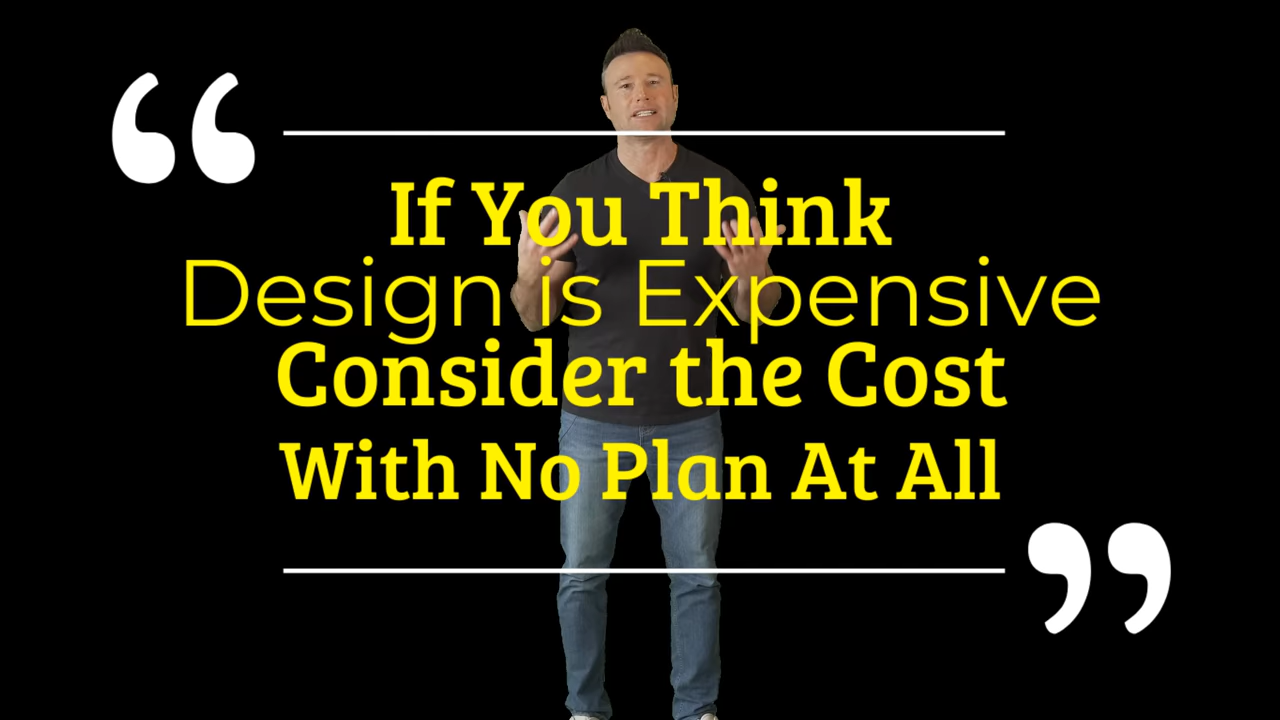 “
If You Think
Design is Expensive
Consider the Cost
With No Plan At All
”